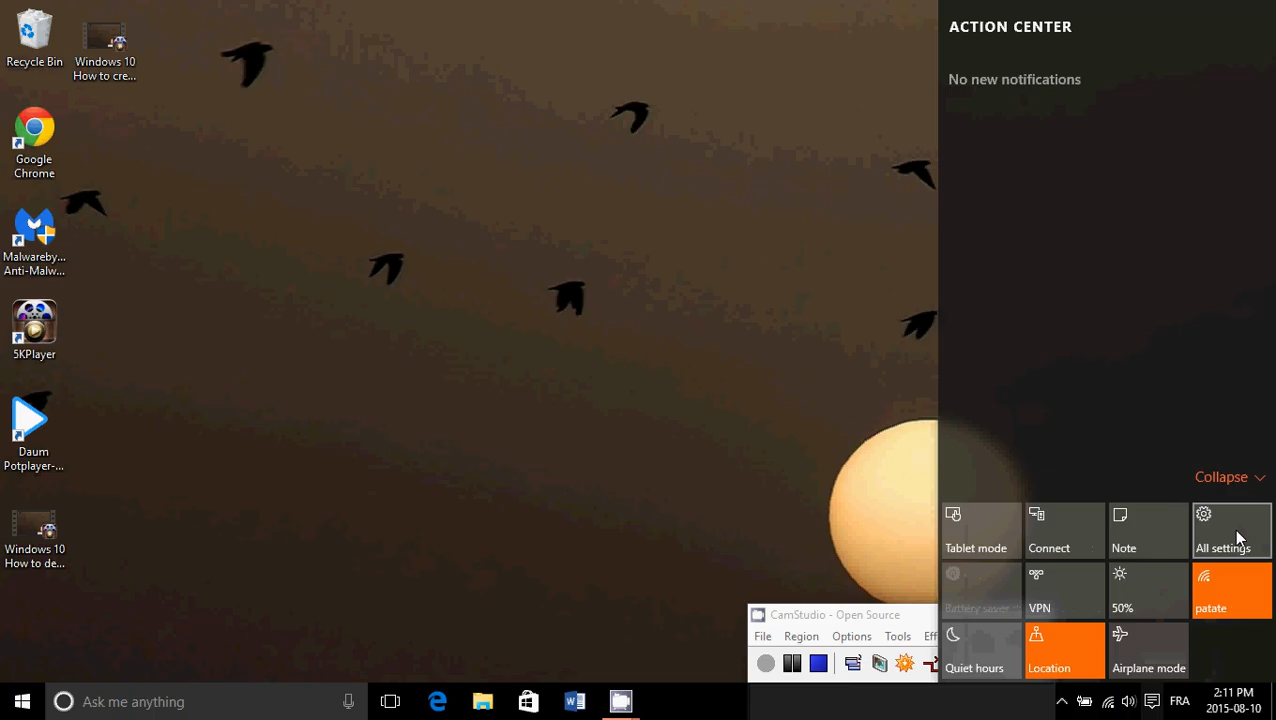 Recycle Bin
Windows 10
How to cre...
Google
Chrome
Malwareby...
Anti-Malw...
5KPlayer
Daum
Potplayer-...
Windows 10
How to de...
ACTION CENTER
No new notifications
Collapse
Tablet mode
Connect
Note
All settings
Battery saver
VPN
50%
patate
Quiet hours
Location
Airplane mode
CamStudio - Open Source
File Region Options Tools Eff
Ask me anything
FRA
2:11 PM
2015-08-10